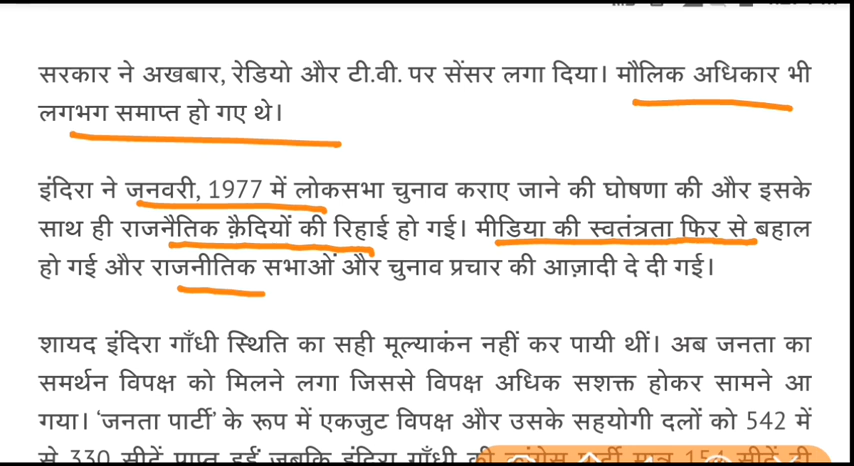 सरकार ने अखबार, रेडियो और टी.वी. पर सेंसर लगा दिया। मौलिक अधिकार भी
लगभग समाप्त हो गए थे।
इंदिरा ने जनवरी, 1977 में लोकसभा चुनाव कराए जाने की घोषणा की और इसके
साथ ही राजनैतिक क़ैदियों की रिहाई हो गई। मीडिया की स्वतंत्रता फिर से बहाल
हो गई और राजनीतिक सभाओं और चुनाव प्रचार की आज़ादी दे दी गई।
शायद इंदिरा गाँधी स्थिति का सही मूल्याकंन नहीं कर पायी थीं। अब जनता का
समर्थन विपक्ष को मिलने लगा जिससे विपक्ष अधिक सशक्त होकर सामने आ
गया। ‘जनता पार्टी’ के रूप में एकजुट विपक्ष और उसके सहयोगी दलों को 542 में
से 330 सीटें प्राप्त हुईं जबकि इंदिरा गाँधी की